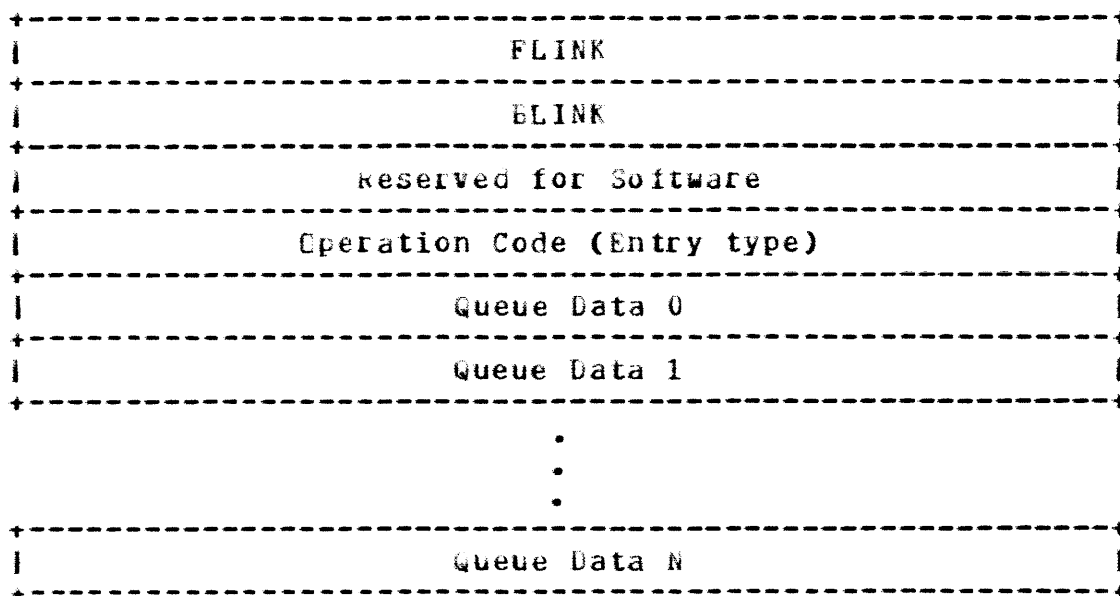 FLINK
BLINK
Reserved for Software
Operation Code (Entry type)
Queue Data 0
Queue Data 1
.
.
.
Queue Data N